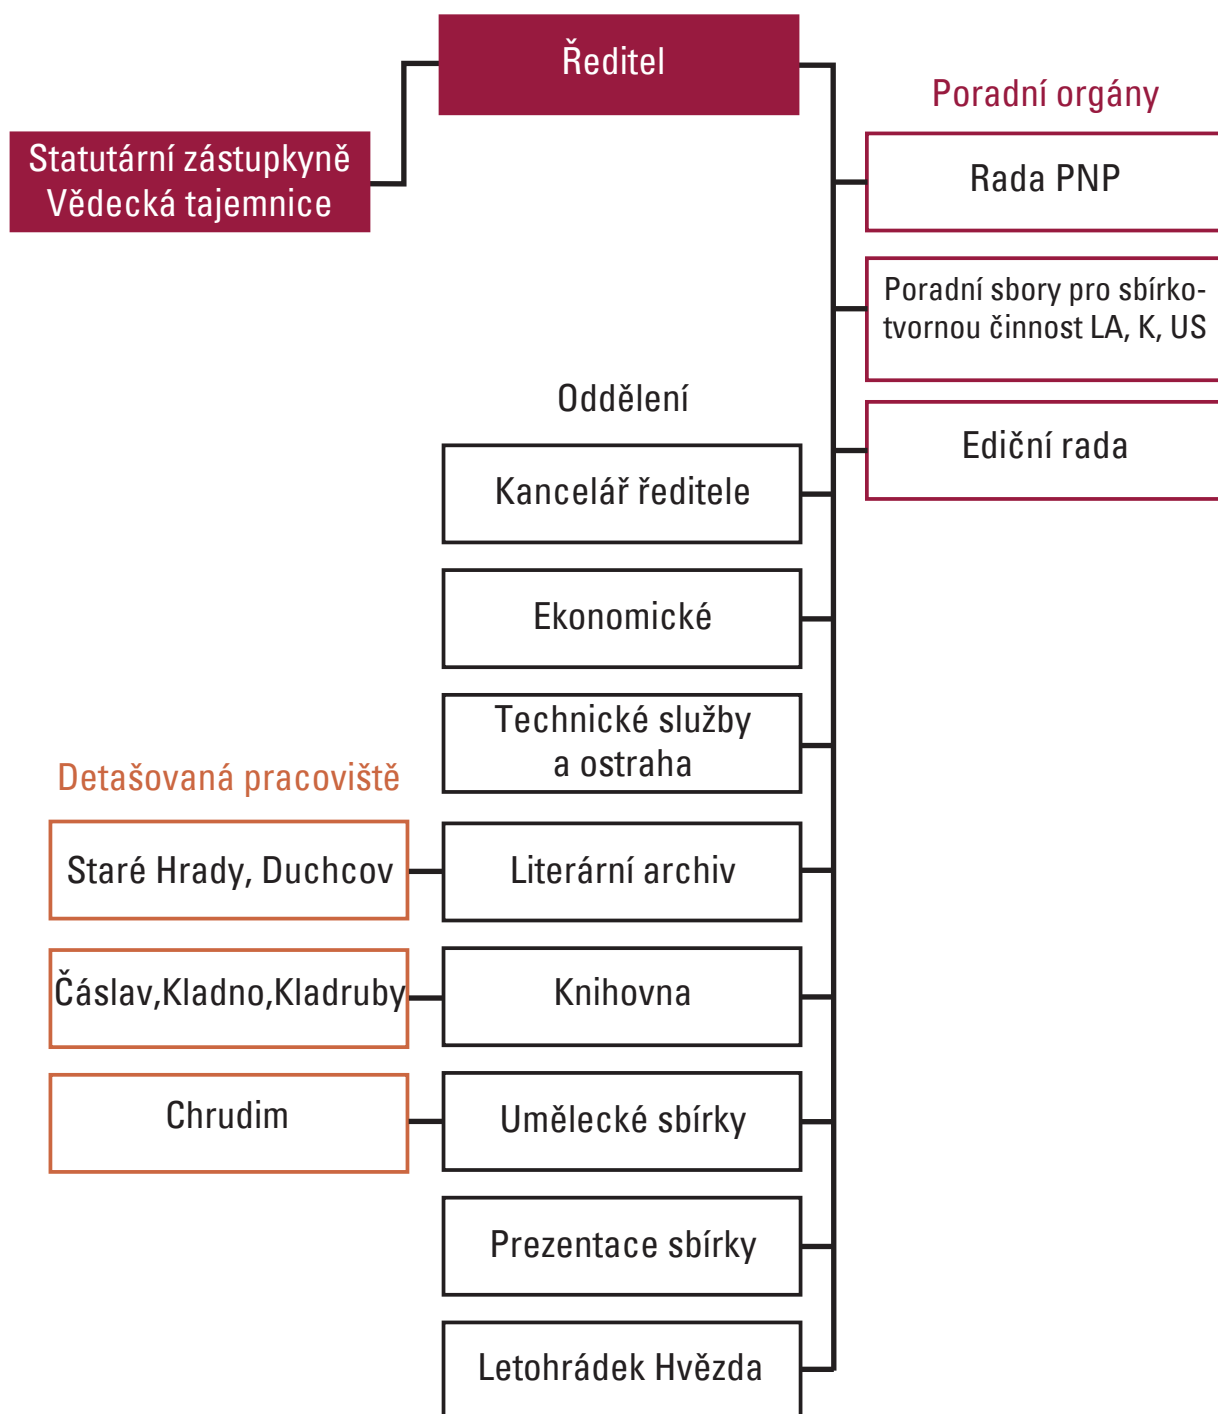 Ředitel
Statutární zástupkyně
Vědecká tajemnice
Poradní orgány
Rada PNP
Poradní sbory pro sbírko-
tvornou činnost LA, K, US
Ediční rada
Oddělení
Kancelář ředitele
Ekonomické
Technické služby
a ostraha
Detašovaná pracoviště
Staré Hrady, Duchcov
Literární archiv
Čáslav,Kladno,Kladruby
Knihovna
Chrudim
Umělecké sbírky
Prezentace sbírky
Letohrádek Hvězda